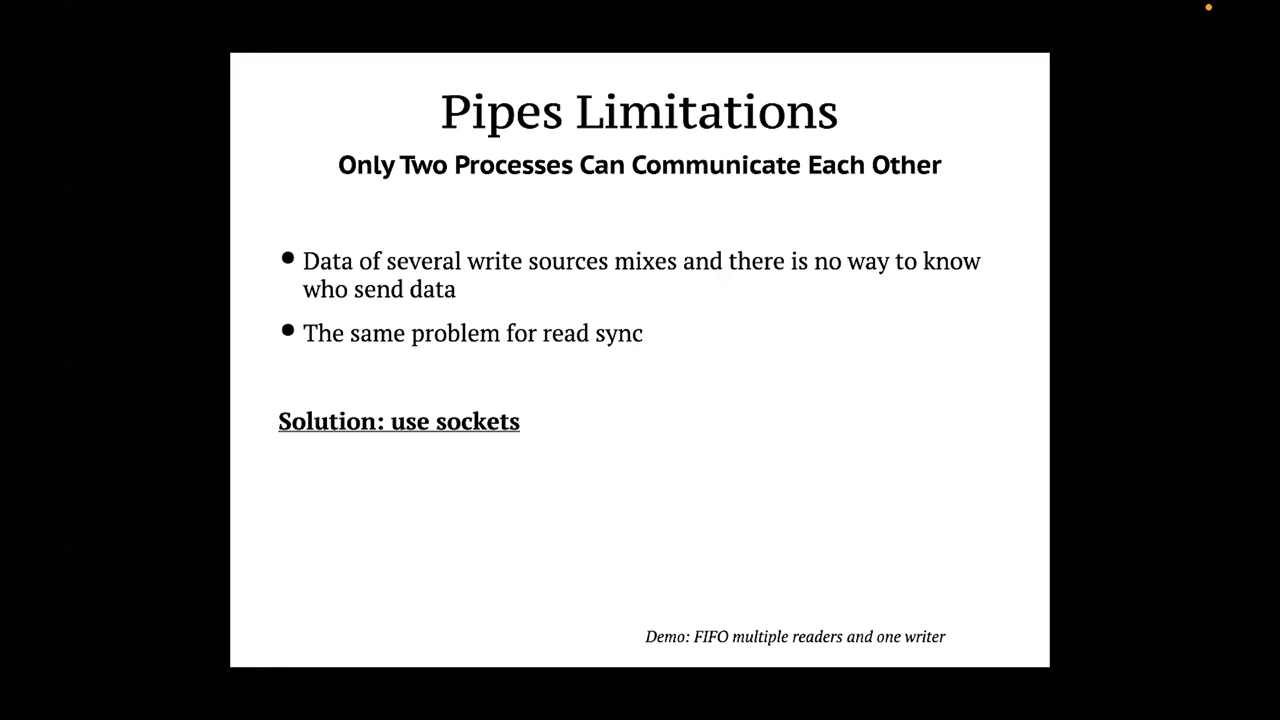 Pipes Limitations
Only Two Processes Can Communicate Each Other
Data of several write sources mixes and there is no way to know
who send data
The same problem for read sync
Solution: use sockets
Demo: FIFO multiple readers and one writer